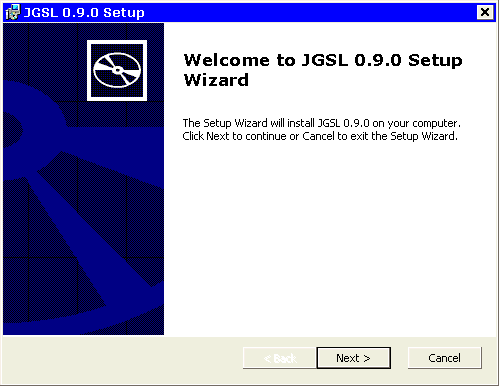 JGSL 0.9.0 Setup
Welcome to JGSL 0.9.0 Setup
Wizard
The Setup Wizard will install JGSL 0.9.0 on your computer.
Click Next to continue or Cancel to exit the Setup Wizard.
< Back
Next >
Cancel